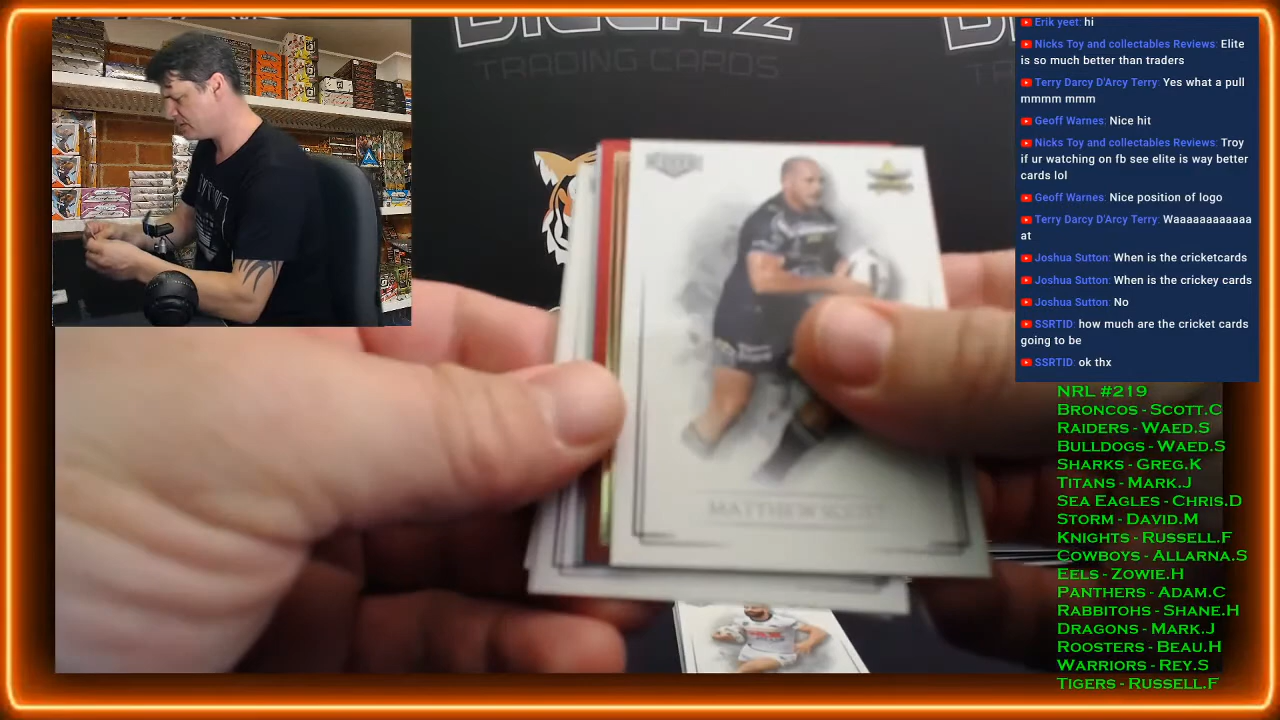 TRADING CARDS
Erik yeet: hi
Nicks Toy and collectables Reviews: Elite
is so much better than traders
Terry Darcy D'Arcy Terry: Yes what a pull
mmmm mmm
Geoff Warnes: Nice hit
Nicks Toy and collectables Reviews: Troy
if ur watching on fb see elite is way better
cards lol
Geoff Warnes: Nice position of logo
Terry Darcy D'Arcy Terry: Waaaaaaaaaaaa
at
Joshua Sutton: When is the cricketcards
Joshua Sutton: When is the crickey cards
Joshua Sutton: No
SSRTID: how much are the cricket cards
going to be
SSRTID: ok thx
MATTHEW
NRL #219
Broncos - Scott.C
Raiders - Waed.S
Bulldogs - Waed.S
Sharks - Greg.K
Titans - Mark.J
Sea Eagles - Chris.D
Storm - David.M
Knights - Russell.F
Cowboys - Allarna.S
Eels - Zowie.H
Panthers - Adam.C
Rabbitohs - Shane.H
Dragons - Mark.J
Roosters - Beau.H
Warriors - Rey.S
Tigers - Russell.F